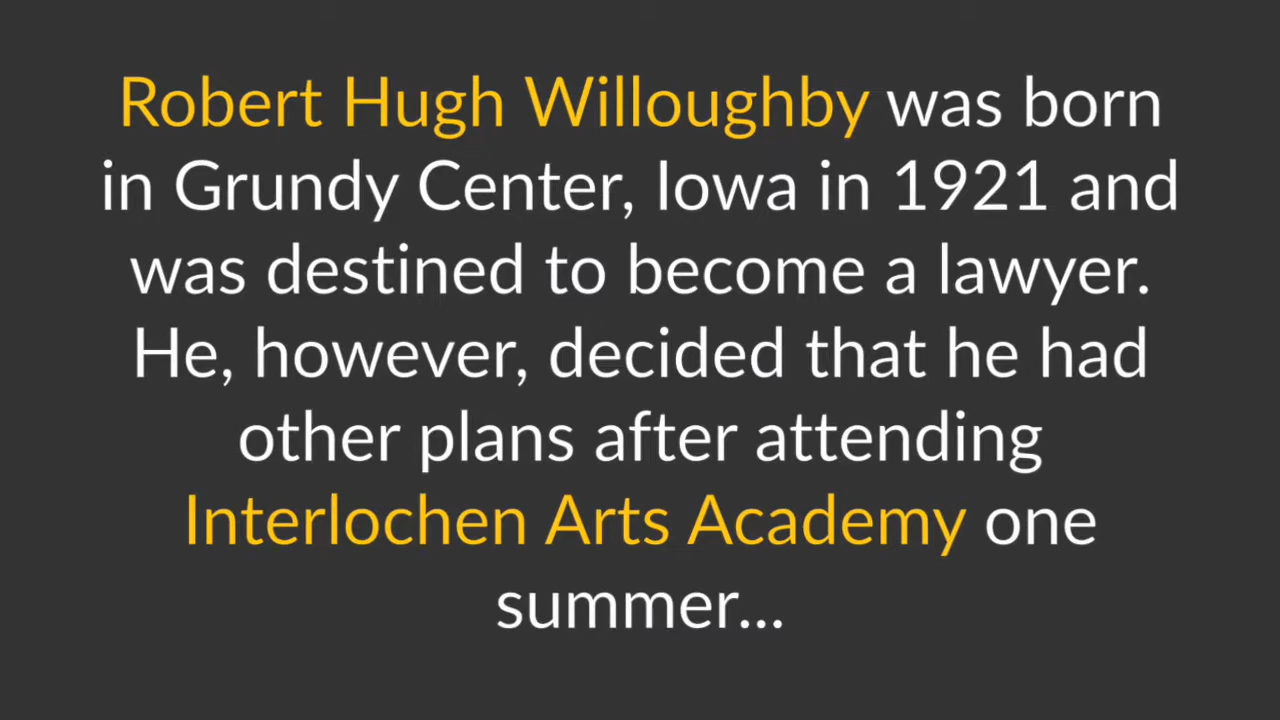 Robert Hugh Willoughby was born
in Grundy Center, Iowa in 1921 and
was destined to become a lawyer.
He, however, decided that he had
other plans after attending
Interlochen Arts Academy one
summer...